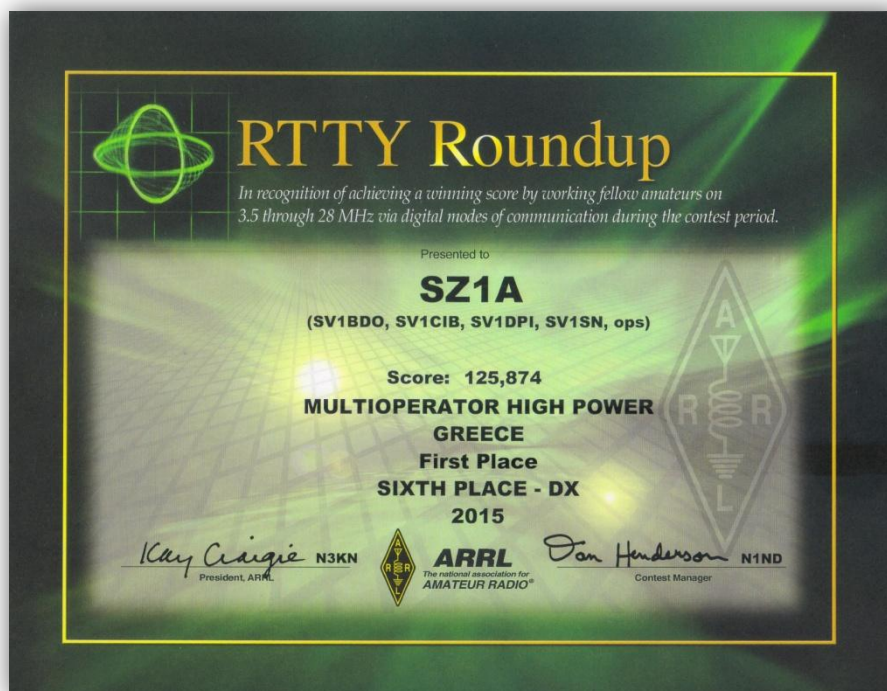 RTTY Roundup
In recognition of achieving a winning score by working fellow amateurs on
3.5 through 28 MHz via digital modes of communication during the contest period.
Presented to
SZ1A
(SV1BDO, SV1CIB, SV1DPI, SV1SN, ops)
Score: 125,874
MULTIOPERATOR HIGH POWER
GREECE
First Place
SIXTH PLACE - DX
2015
Kay Craigie N3KN
President, ARRL
ARRL
ARRL
The national association for
AMATEUR RADIO®
Dan Henderson N1ND
Contest Manager
ARRL